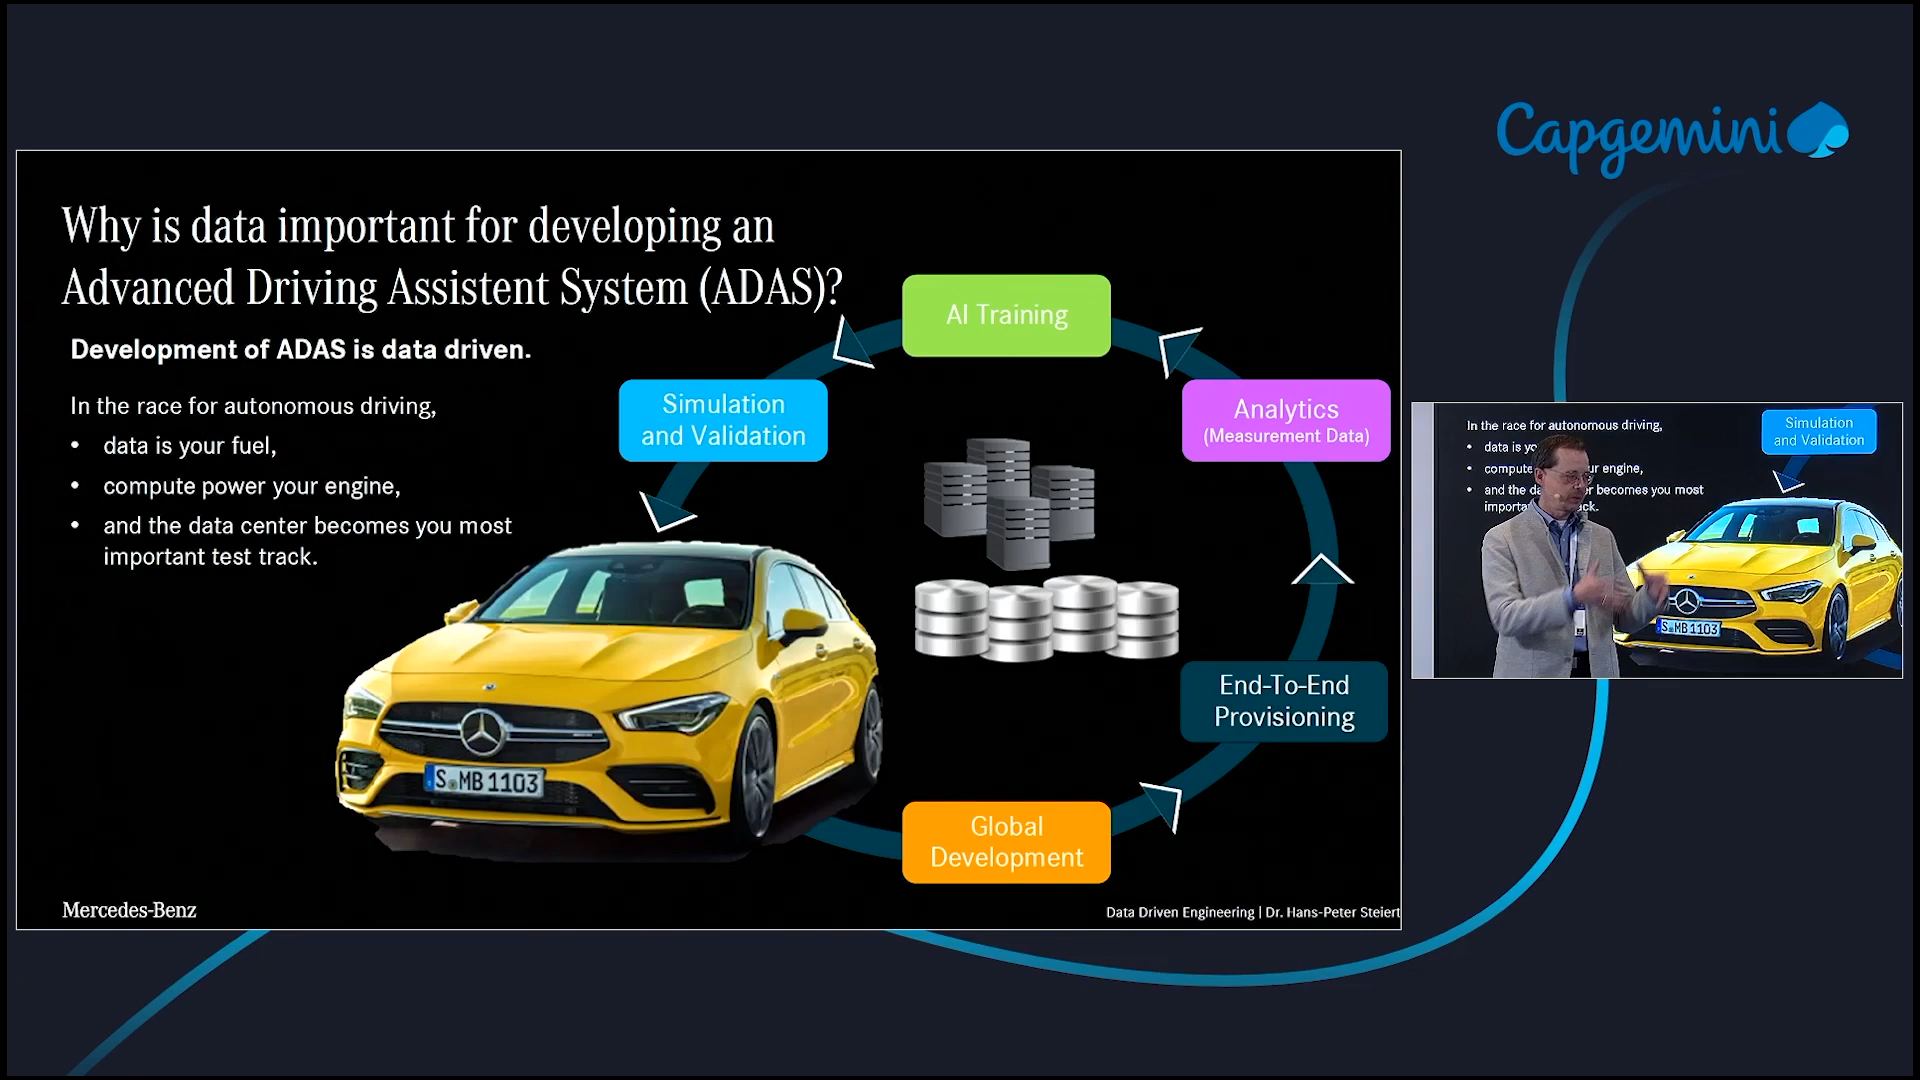 Capgemini
Why is data important for developing an
Advanced Driving Assistent System (ADAS)?
Development of ADAS is data driven.
In the race for autonomous driving,
• data is your fuel,
• compute power your engine,
• and the data center becomes you most
important test track.
AI Training
Simulation
and Validation
Analytics
(Measurement Data)
End-To-End
Provisioning
Global
Development
S MB 1103
Mercedes-Benz
Data Driven Engineering | Dr. Hans-Peter Steiert
In the race for autonomous driving,
• data is
• compute ur engine,
• and the becomes you most
Simulation
and Validation
S MB 1103